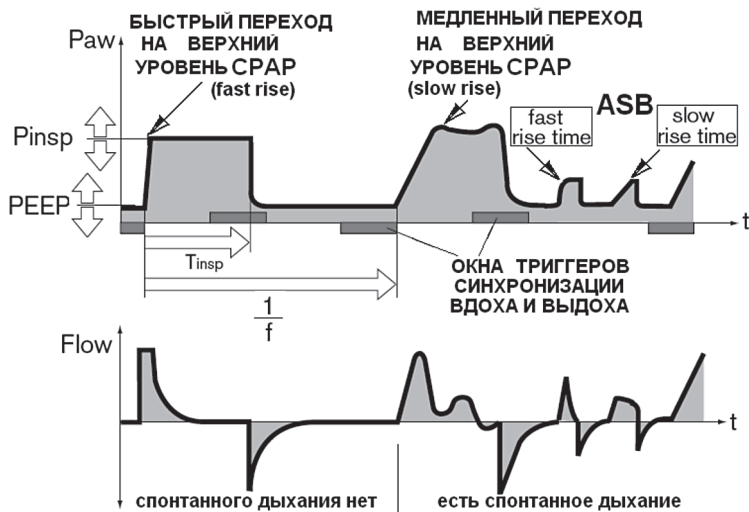 БЫСТРЫЙ ПЕРЕХОД
НА ВЕРХНИЙ
УРОВЕНЬ CPAP
(fast rise)
МЕДЛЕННЫЙ ПЕРЕХОД
НА ВЕРХНИЙ
УРОВЕНЬ CPAP
(slow rise)
Paw
ASB
fast
rise time
slow
rise time
Pinsp
PEEP
t
Tinsp
ОКНА ТРИГГЕРОВ
СИНХРОНИЗАЦИИ
ВДОХА И ВЫДОХА
1
f
Flow
t
спонтанного дыхания нет
есть спонтанное дыхание